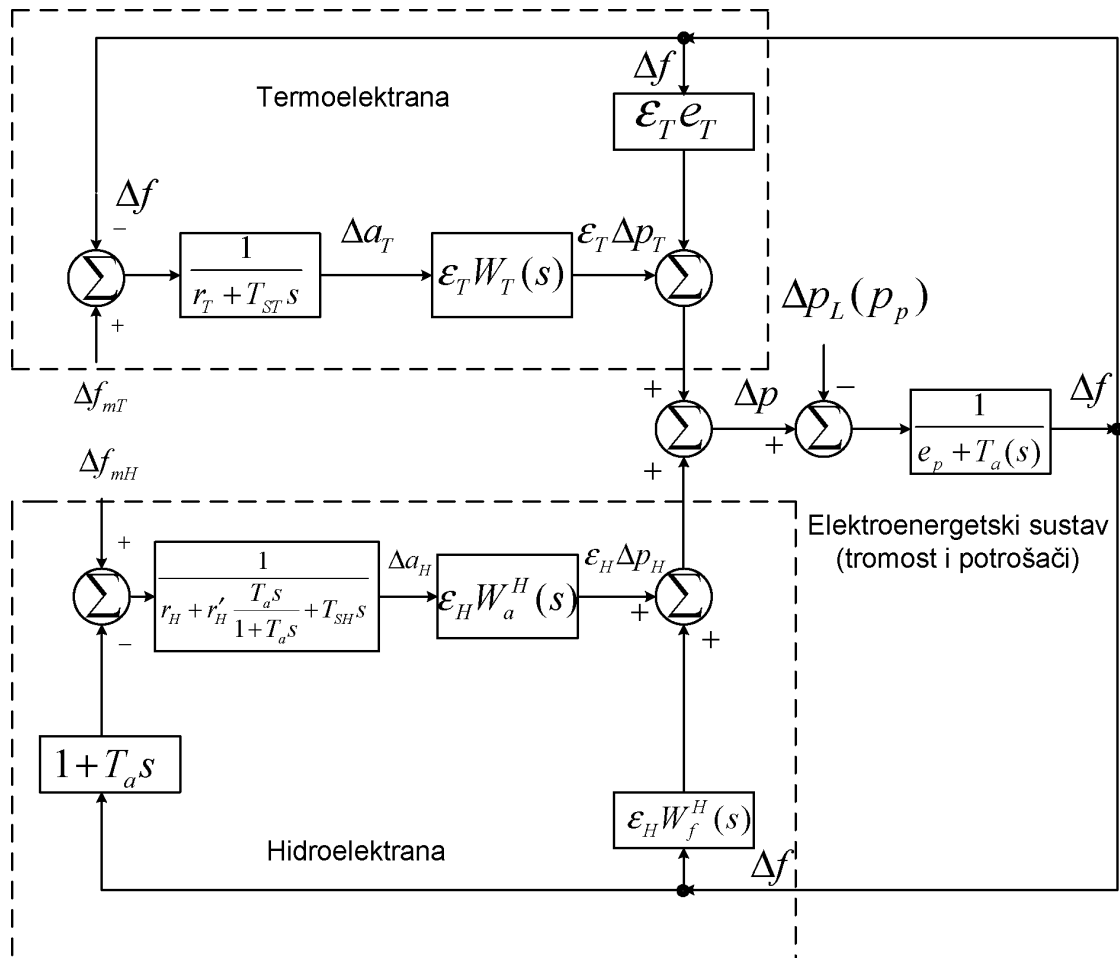 Δf
Termoelektrana
ε_T e_T
Δf
−
Δa_T
ε_T Δp_T
Σ
1 / (r_T + T_ST s)
ε_T W_T(s)
Σ
+
Δp_L(p_p)
Δf_mT
+
Δp
−
Δf
Σ
Σ
1 / (e_p + T_a(s))
+
+
Δf_mH
Elektroenergetski sustav
(tromost i potrošači)
+
Δa_H
ε_H Δp_H
Σ
1 / (r_H + r'_H T_a s / (1 + T_a s) + T_SH s)
ε_H W_a^H(s)
Σ
+
−
+
1 + T_a s
ε_H W_f^H(s)
Hidroelektrana
Δf